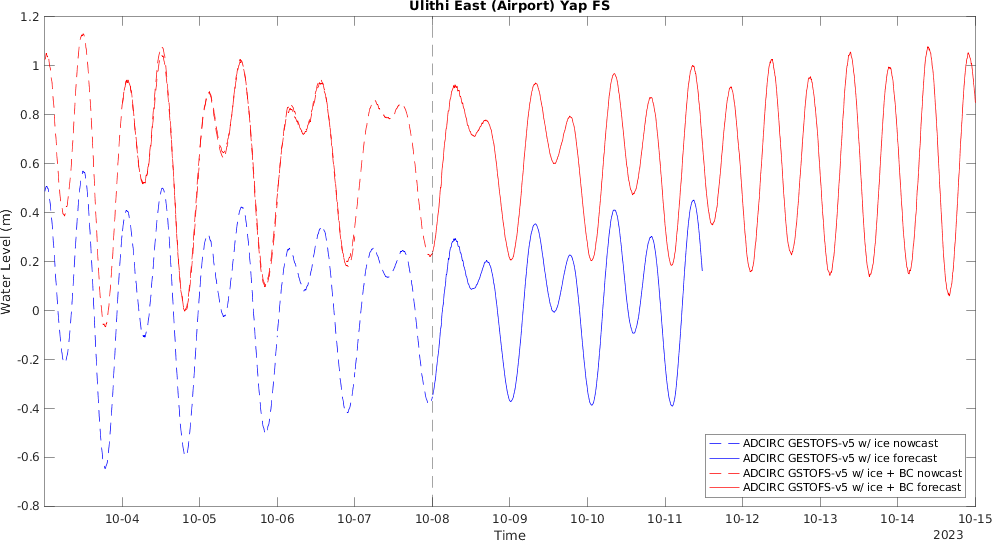 Ulithi East (Airport) Yap FS
Water Level (m)
1.2
1
0.8
0.6
0.4
0.2
0
-0.2
-0.4
-0.6
-0.8
ADCIRC GESTOFS-v5 w/ ice nowcast
ADCIRC GESTOFS-v5 w/ ice forecast
ADCIRC GSTOFS-v5 w/ ice + BC nowcast
ADCIRC GSTOFS-v5 w/ ice + BC forecast
10-04 10-05 10-06 10-07 10-08 10-09 10-10 10-11 10-12 10-13 10-14 10-15
Time
2023